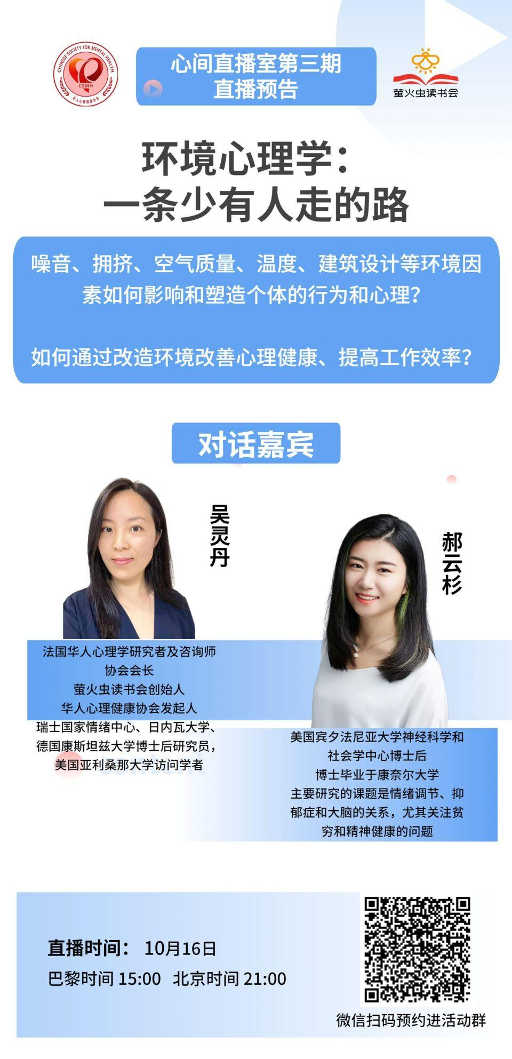 心间直播室第三期
直播预告
萤火虫读书会
环境心理学：
一条少有人走的路
噪音、拥挤、空气质量、温度、建筑设计等环境因
素如何影响和塑造个体的行为和心理？
如何通过改造环境改善心理健康、提高工作效率？
对话嘉宾
吴灵丹
法国华人心理学研究者及咨询师
协会会长
萤火虫读书会创始人
华人心理健康协会发起人
瑞士国家情绪中心、日内瓦大学、
德国康斯坦兹大学博士后研究员，
美国亚利桑那大学访问学者
郝云杉
美国宾夕法尼亚大学神经科学和
社会学中心博士后
博士毕业于康奈尔大学
主要研究的课题是情绪调节、抑
郁症和大脑的关系，尤其关注贫
穷和精神健康的问题
直播时间： 10月16日
巴黎时间 15:00 北京时间 21:00
微信扫码预约进活动群